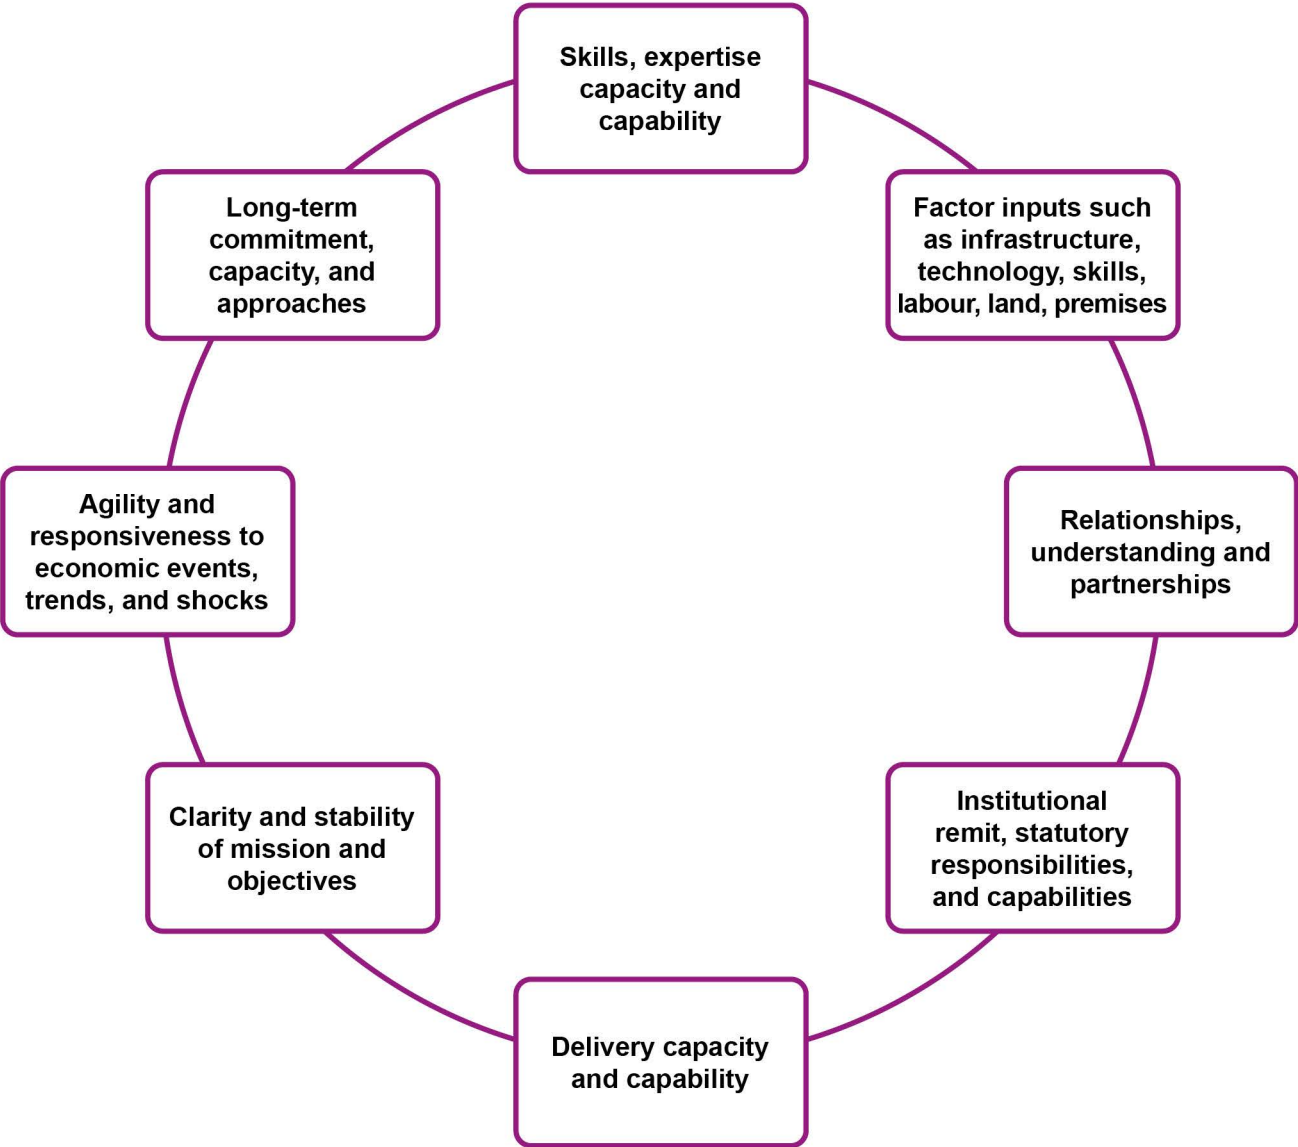 Skills, expertise
capacity and
capability
Factor inputs such
as infrastructure,
technology, skills,
labour, land, premises
Relationships,
understanding and
partnerships
Institutional
remit, statutory
responsibilities,
and capabilities
Delivery capacity
and capability
Clarity and stability
of mission and
objectives
Agility and
responsiveness to
economic events,
trends, and shocks
Long-term
commitment,
capacity, and
approaches